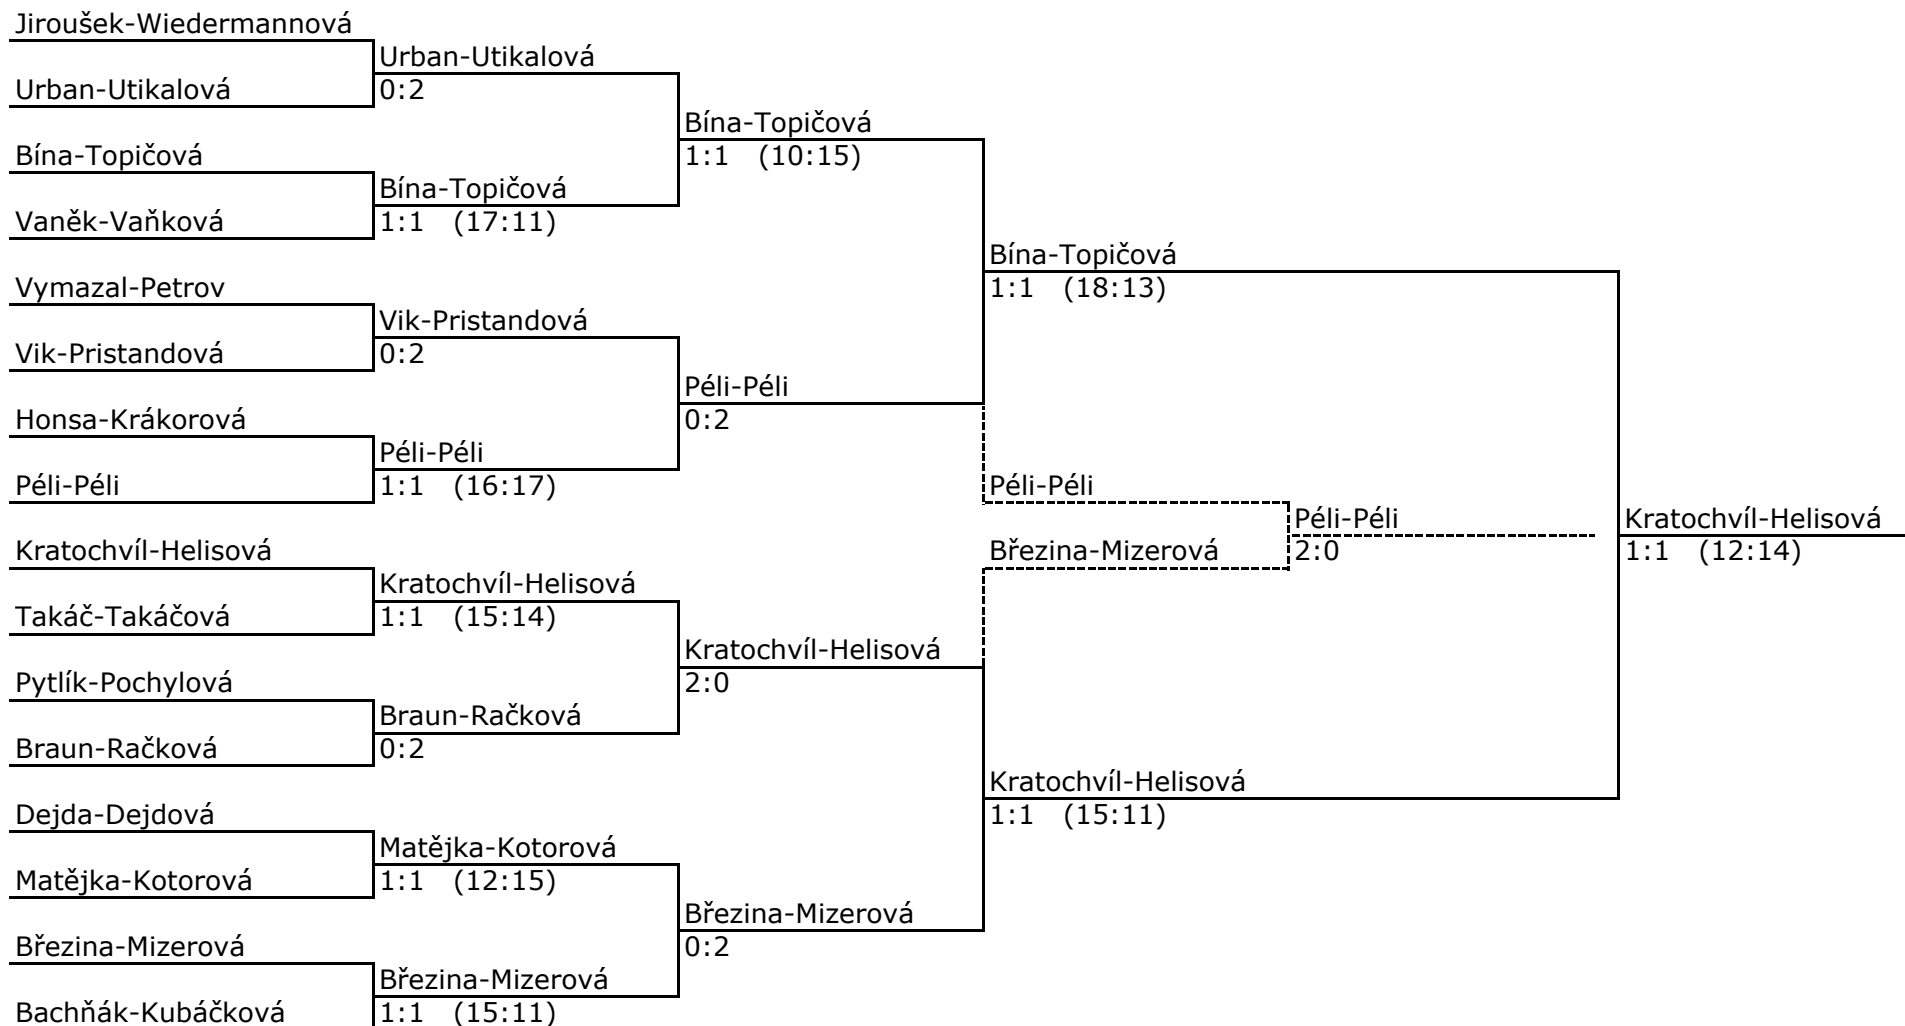 Jiroušek-Wiedermannová
Urban-Utikalová
Urban-Utikalová
0:2
Bína-Topičová
Bína-Topičová
1:1 (10:15)
Bína-Topičová
Vaněk-Vaňková
1:1 (17:11)
Bína-Topičová
Vymazal-Petrov
1:1 (18:13)
Vik-Pristandová
Vik-Pristandová
0:2
Péli-Péli
Honsa-Krákorová
0:2
Péli-Péli
Péli-Péli
1:1 (16:17)
Péli-Péli
Péli-Péli
Kratochvíl-Helisová
Kratochvíl-Helisová
Březina-Mizerová
2:0
1:1 (12:14)
Kratochvíl-Helisová
Takáč-Takáčová
1:1 (15:14)
Kratochvíl-Helisová
Pytlík-Pochylová
2:0
Braun-Račková
Braun-Račková
0:2
Kratochvíl-Helisová
Dejda-Dejdová
1:1 (15:11)
Matějka-Kotorová
Matějka-Kotorová
1:1 (12:15)
Březina-Mizerová
Březina-Mizerová
0:2
Březina-Mizerová
Bachňák-Kubáčková
1:1 (15:11)